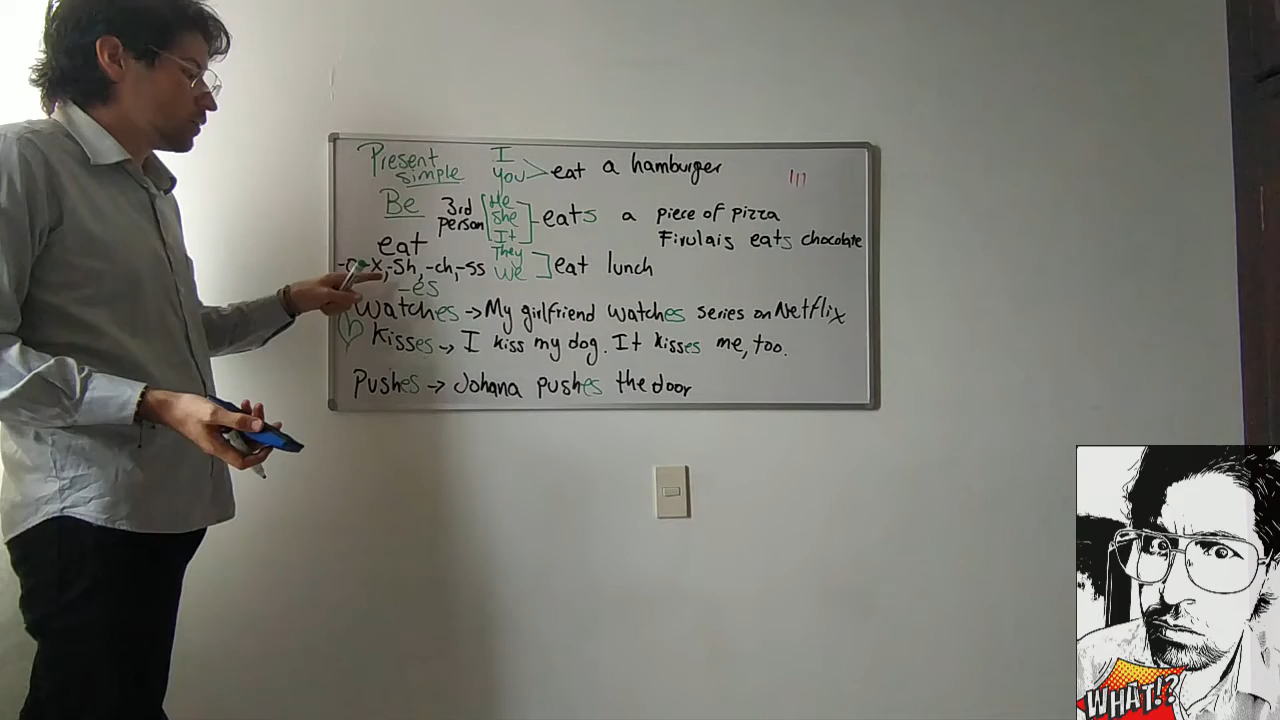 Present simple
I
you
eat a hamburger
Be
3rd person
He
she
It
eats a piece of pizza
Firulais eats chocolate
eat
-o -x, -sh, -ch, -ss
-es
They
We
eat lunch
Watches → My girlfriend watches series on Netflix
Kisses → I kiss my dog. It kisses me, too.
Pushes → Johana pushes the door
WHAT!?